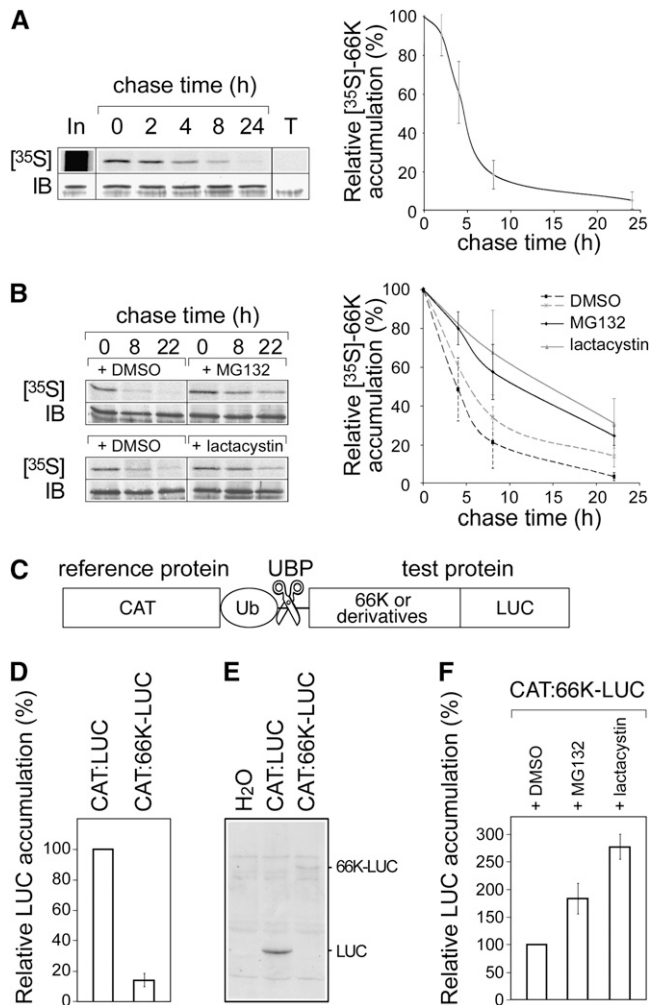 A
chase time (h)
In 0 2 4 8 24 T
[³⁵S]
IB
Relative [³⁵S]-66K
accumulation (%)
100
80
60
40
20
0
0 5 10 15 20 25
chase time (h)
B
chase time (h)
0 8 22 0 8 22
+ DMSO + MG132
[³⁵S]
IB
+ DMSO + lactacystin
[³⁵S]
IB
Relative [³⁵S]-66K
accumulation (%)
100
80
60
40
20
0
0 5 10 15 20 25
chase time (h)
DMSO
MG132
lactacystin
C
reference protein UBP test protein
CAT Ub 66K or
derivatives LUC
D
Relative LUC accumulation (%)
CAT:LUC
CAT:66K-LUC
100
80
60
40
20
0
E
H₂O
CAT:LUC
CAT:66K-LUC
66K-LUC
LUC
F
CAT:66K-LUC
+ DMSO
+ MG132
+ lactacystin
Relative LUC accumulation (%)
300
250
200
150
100
50
0